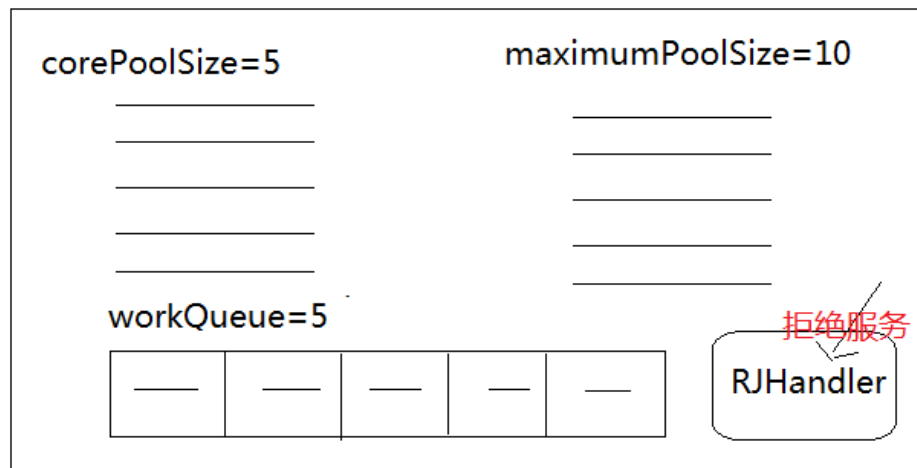 corePoolSize=5
maximumPoolSize=10
workQueue=5
拒绝服务
RJHandler